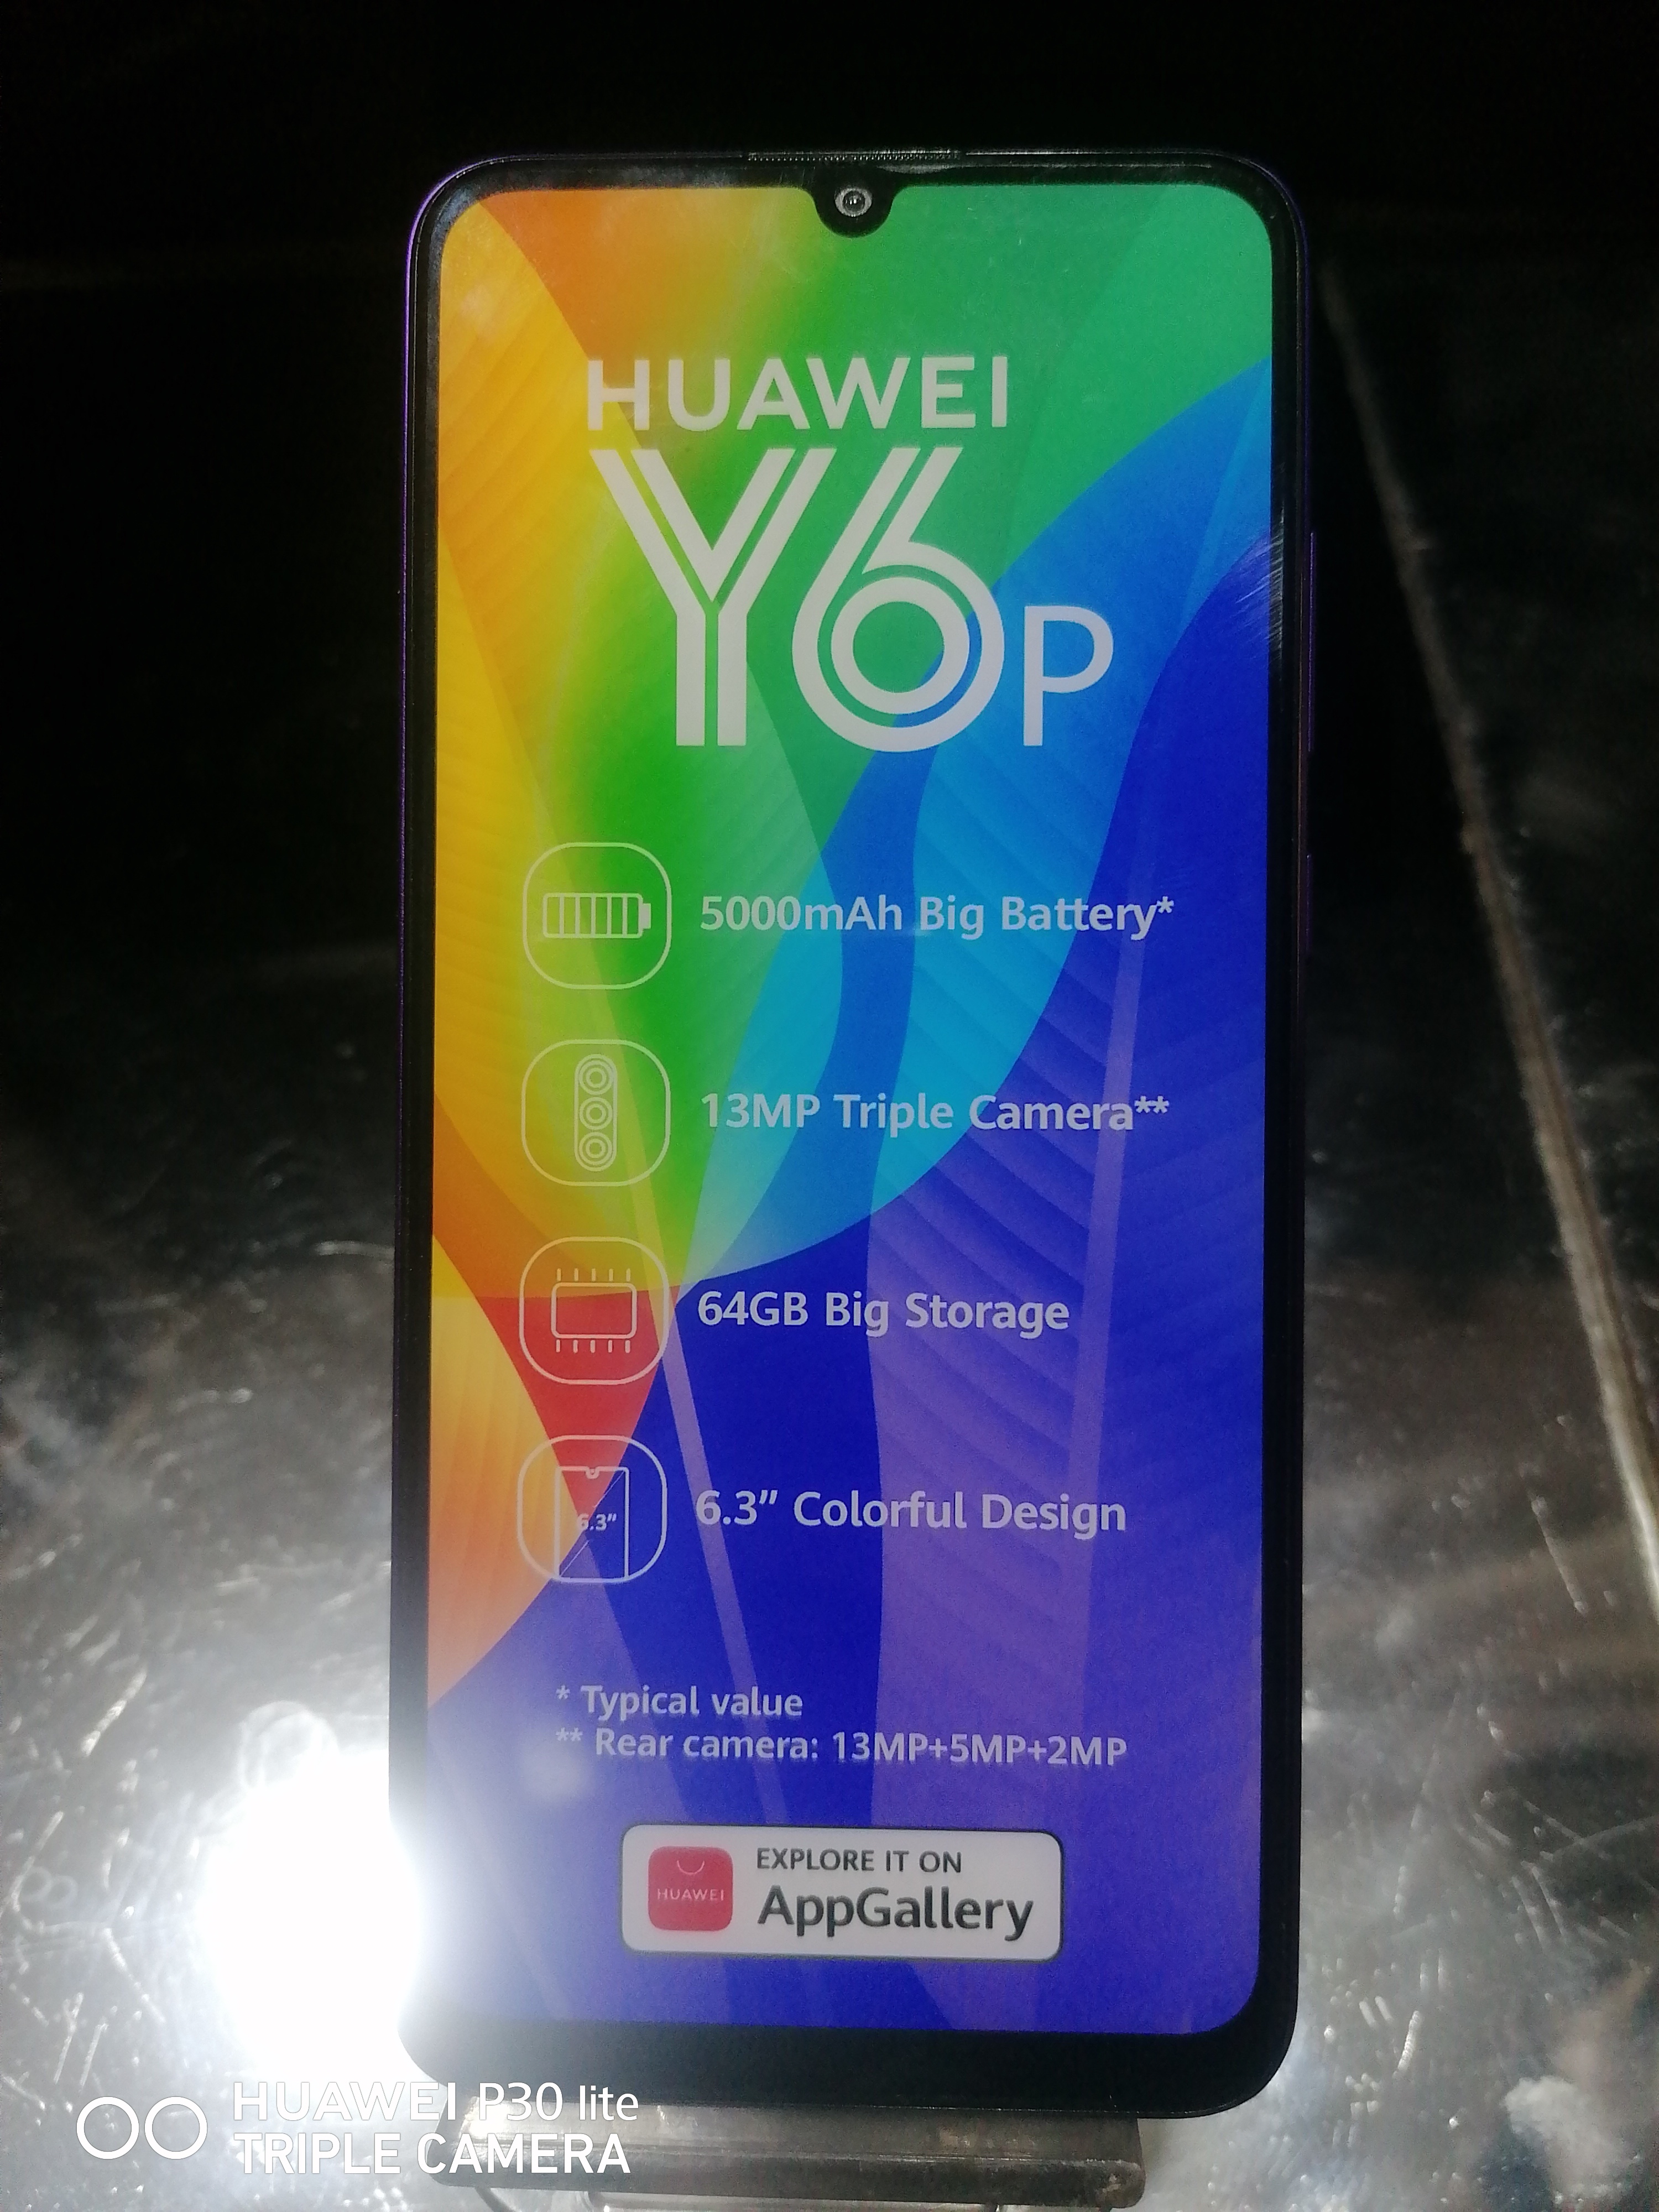 HUAWEI
Y6P
5000mAh Big Battery*
13MP Triple Camera**
64GB Big Storage
6.3" Colorful Design
6.3"
* Typical value
** Rear camera: 13MP+5MP+2MP
HUAWEI
EXPLORE IT ON
AppGallery
HUAWEI P30 lite
TRIPLE CAMERA